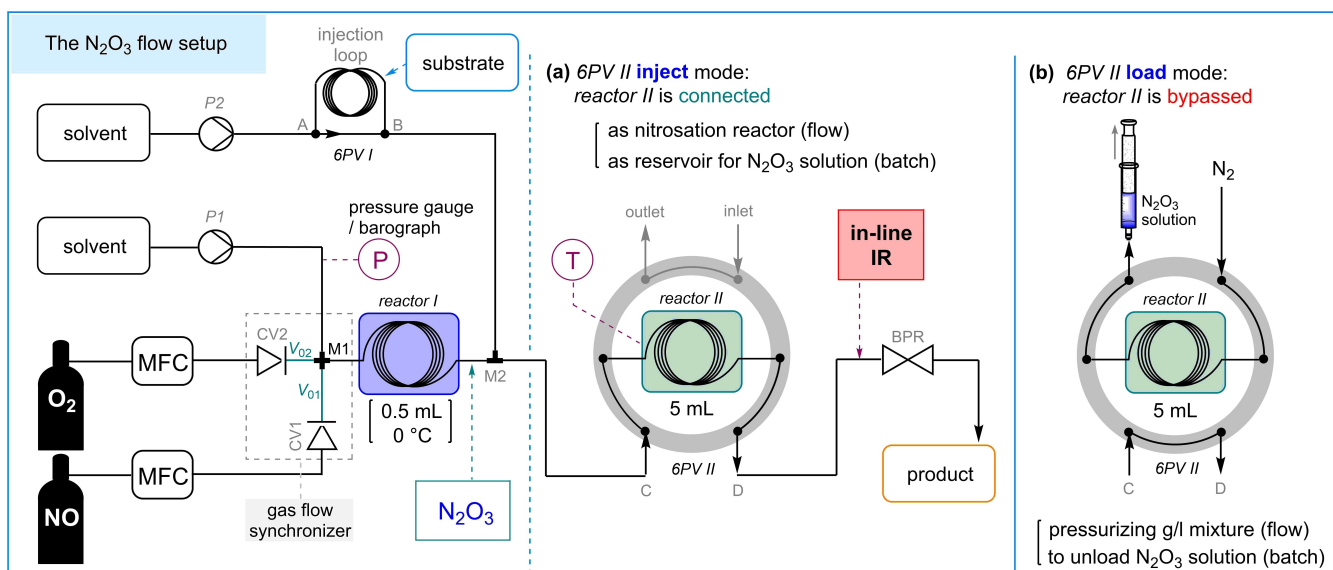 The N₂O₃ flow setup
injection
loop
substrate
P2
solvent
A
B
6PV I
P1
solvent
pressure gauge
/ barograph
P
reactor I
CV2
V₀₂
M1
MFC
M2
O₂
V₀₁
0.5 mL
0 °C
CV1
MFC
NO
gas flow
synchronizer
N₂O₃
(a) 6PV II inject mode:
reactor II is connected
as nitrosation reactor (flow)
as reservoir for N₂O₃ solution (batch)
outlet
inlet
T
in-line
IR
reactor II
BPR
5 mL
6PV II
C
D
product
(b) 6PV II load mode:
reactor II is bypassed
N₂
N₂O₃
solution
reactor II
5 mL
6PV II
C
D
pressurizing g/l mixture (flow)
to unload N₂O₃ solution (batch)